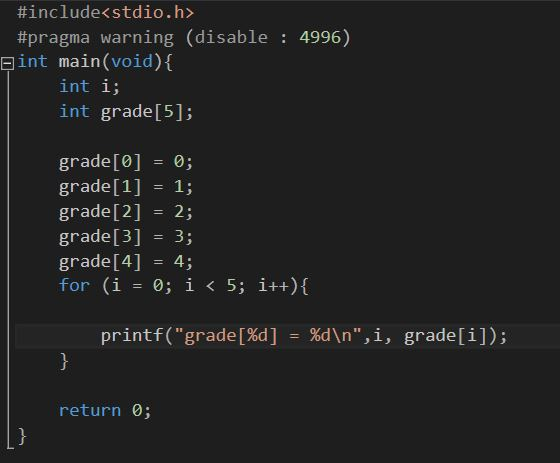 #include<stdio.h>
#pragma warning (disable : 4996)
int main(void){
    int i;
    int grade[5];

    grade[0] = 0;
    grade[1] = 1;
    grade[2] = 2;
    grade[3] = 3;
    grade[4] = 4;
    for (i = 0; i < 5; i++){

        printf("grade[%d] = %d\n",i, grade[i]);
    }

    return 0;
}